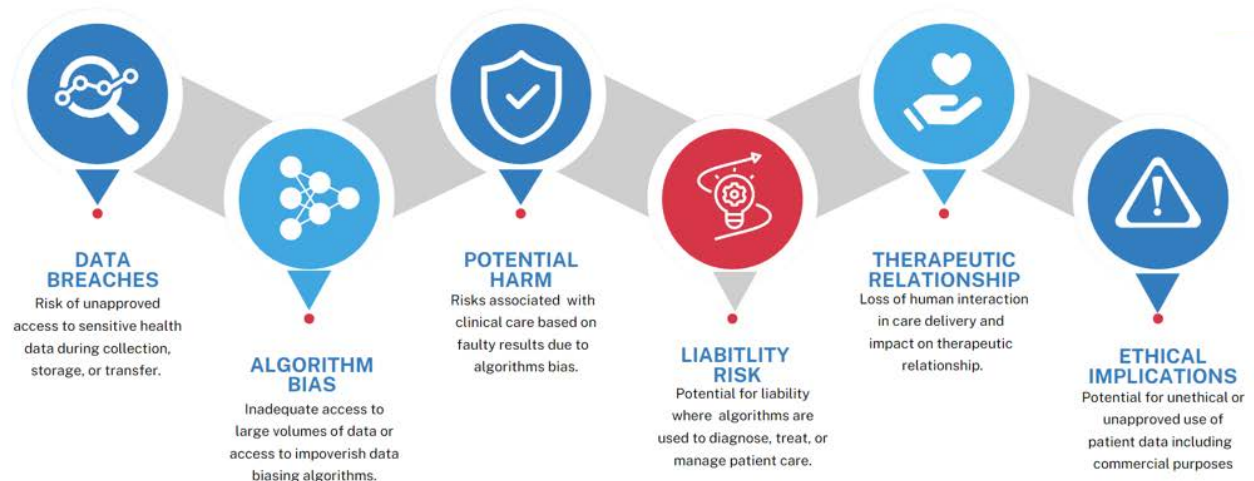 DATA
BREACHES
Risk of unapproved
access to sensitive health
data during collection,
storage, or transfer.
ALGORITHM
BIAS
Inadequate access to
large volumes of data or
access to impoverish data
biasing algorithms.
POTENTIAL
HARM
Risks associated with
clinical care based on
faulty results due to
algorithms bias.
LIABITLITY
RISK
Potential for liability
where algorithms are
used to diagnose, treat, or
manage patient care.
THERAPEUTIC
RELATIONSHIP
Loss of human interaction
in care delivery and
impact on therapeutic
relationship.
ETHICAL
IMPLICATIONS
Potential for unethical or
unapproved use of
patient data including
commercial purposes